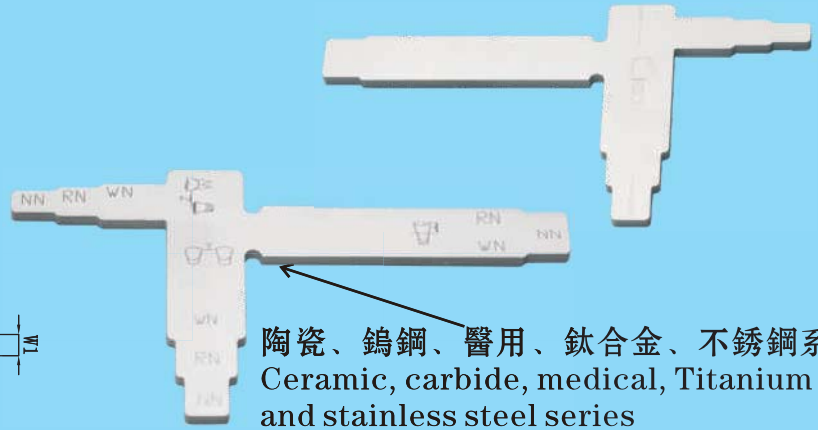 NN RN WN
RN
WN
NN
WN
RN
NN
W1
陶瓷、鎢鋼、醫用、鈦合金、不銹鋼系
Ceramic, carbide, medical, Titanium
and stainless steel series